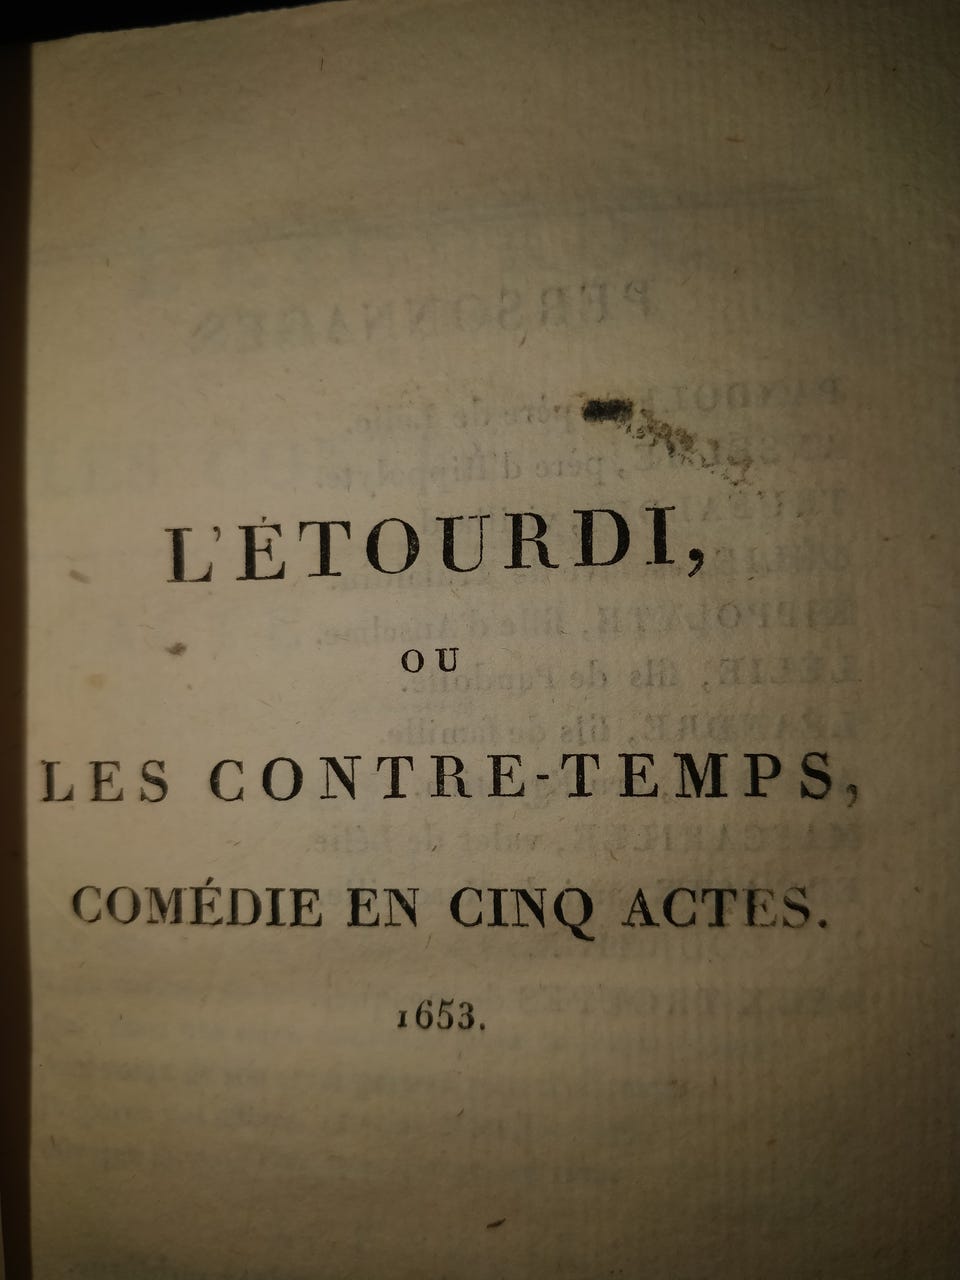 L'ÉTOURDI,
OU
LES CONTRE-TEMPS,
COMÉDIE EN CINQ ACTES.
1653.